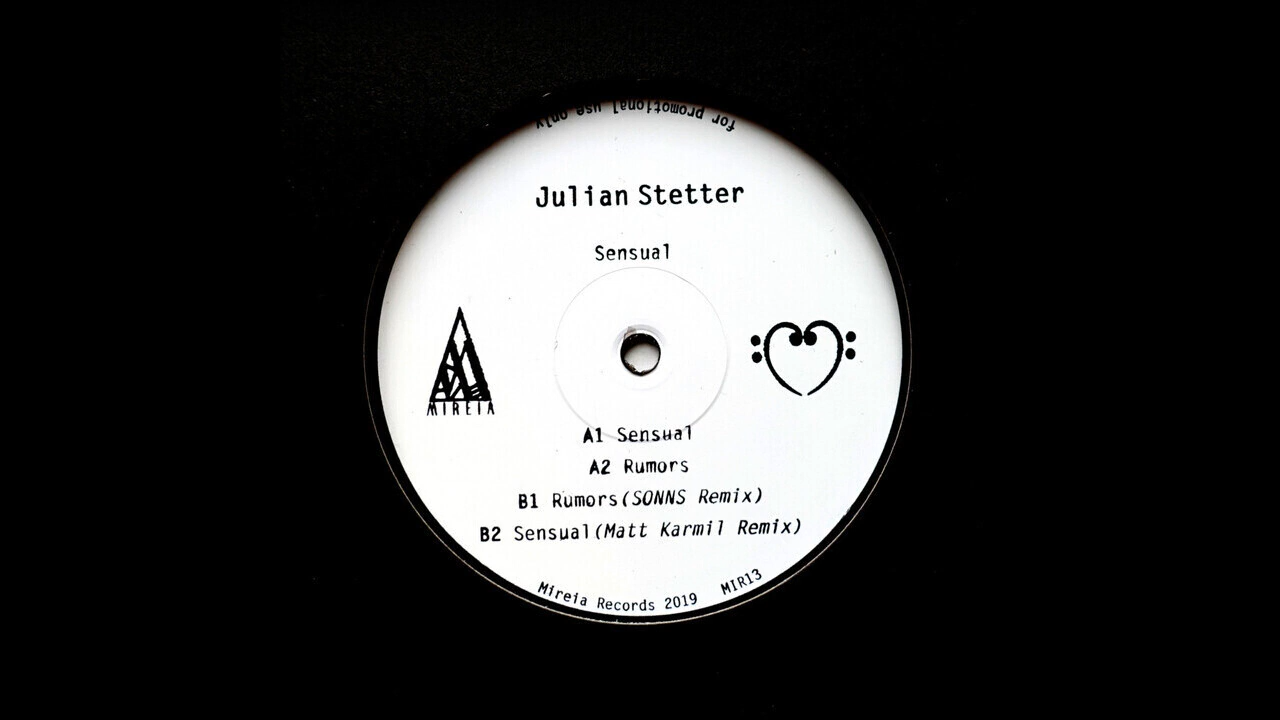 for promotional use only
Julian Stetter
Sensual
MIREIA
A1 Sensual
A2 Rumors
B1 Rumors(SONNS Remix)
B2 Sensual(Matt Karmil Remix)
Mireia Records 2019 MIR13